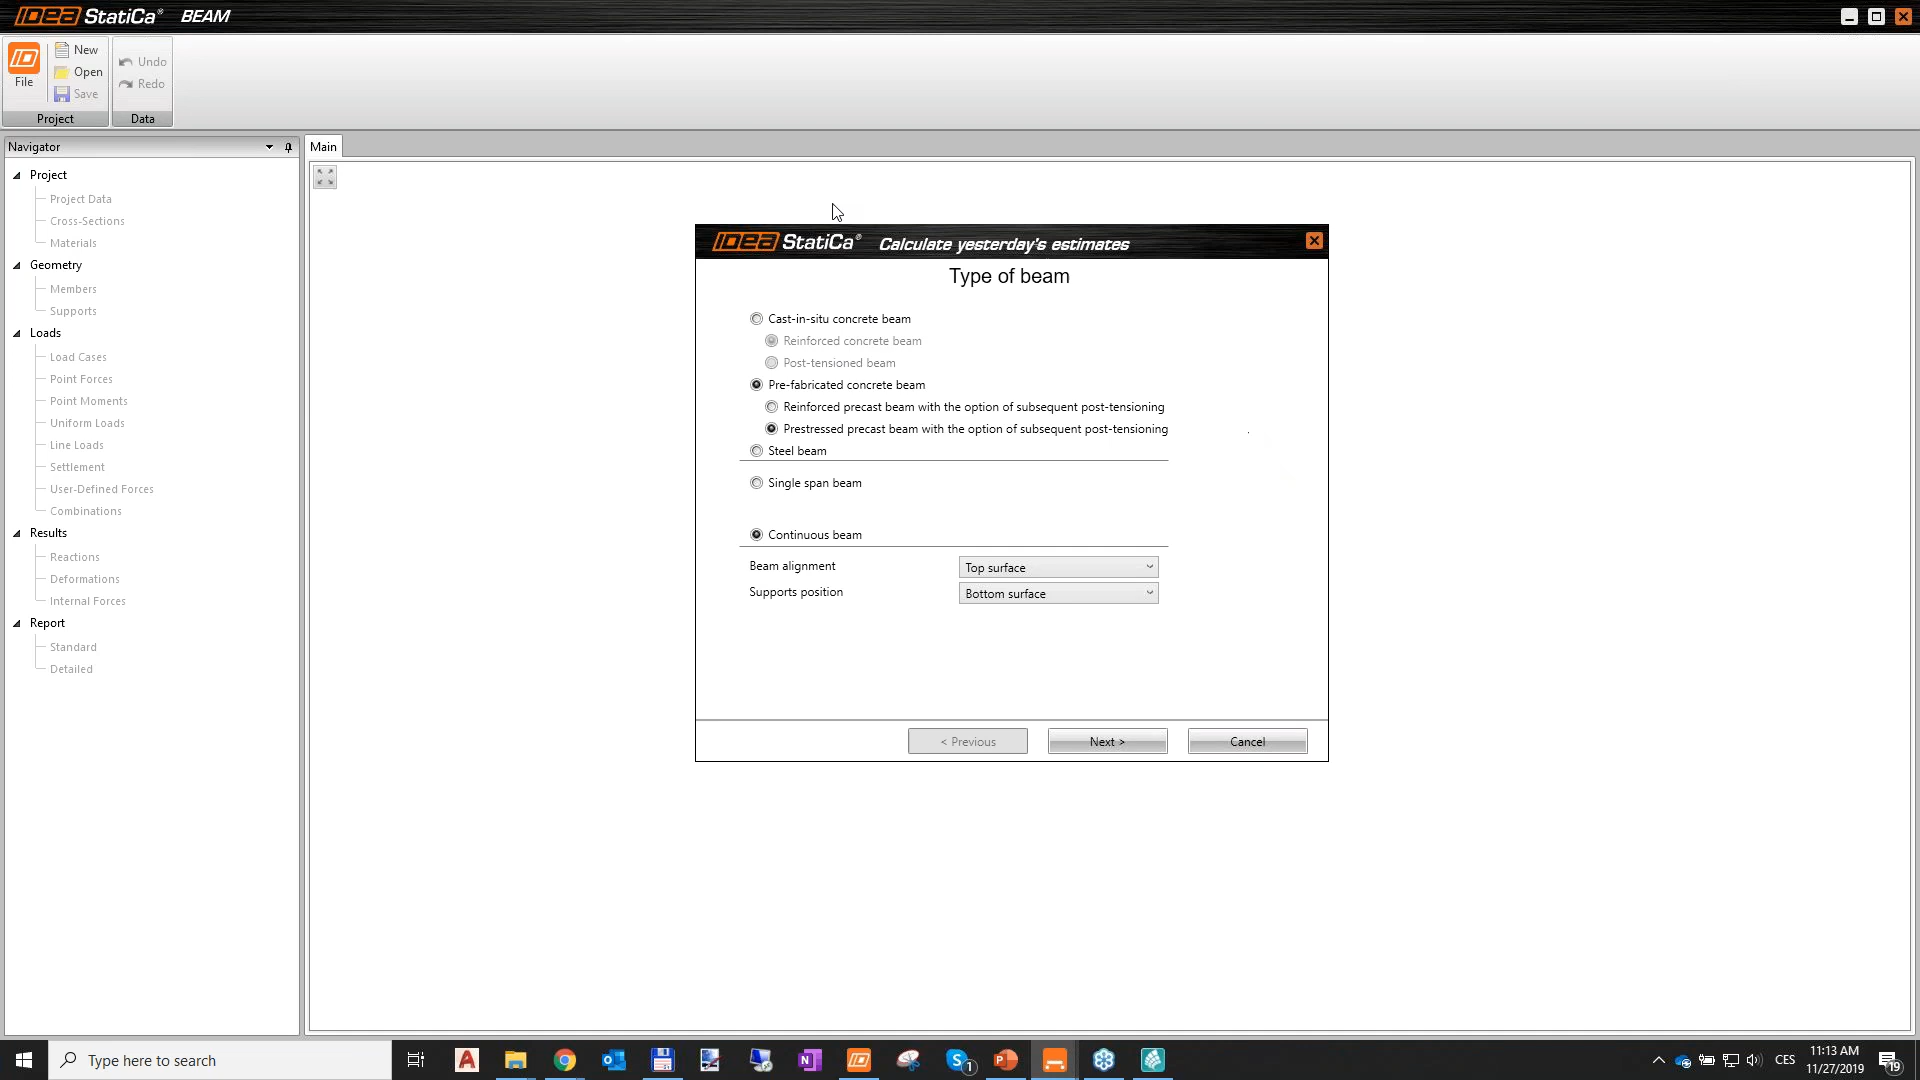 IDEA StatiCa® BEAM
File
New
Open
Save
Undo
Redo
Project
Data
Navigator
Main
Project
Project Data
Cross-Sections
Materials
Geometry
Members
Supports
Loads
Load Cases
Point Forces
Point Moments
Uniform Loads
Line Loads
Settlement
User-Defined Forces
Combinations
Results
Reactions
Deformations
Internal Forces
Report
Standard
Detailed
IDEA StatiCa® Calculate yesterday's estimates
Type of beam
Cast-in-situ concrete beam
Reinforced concrete beam
Post-tensioned beam
Pre-fabricated concrete beam
Reinforced precast beam with the option of subsequent post-tensioning
Prestressed precast beam with the option of subsequent post-tensioning
Steel beam
Single span beam
Continuous beam
Beam alignment Top surface
Supports position Bottom surface
< Previous
Next >
Cancel
Type here to search
CES
11:13 AM
11/27/2019
19